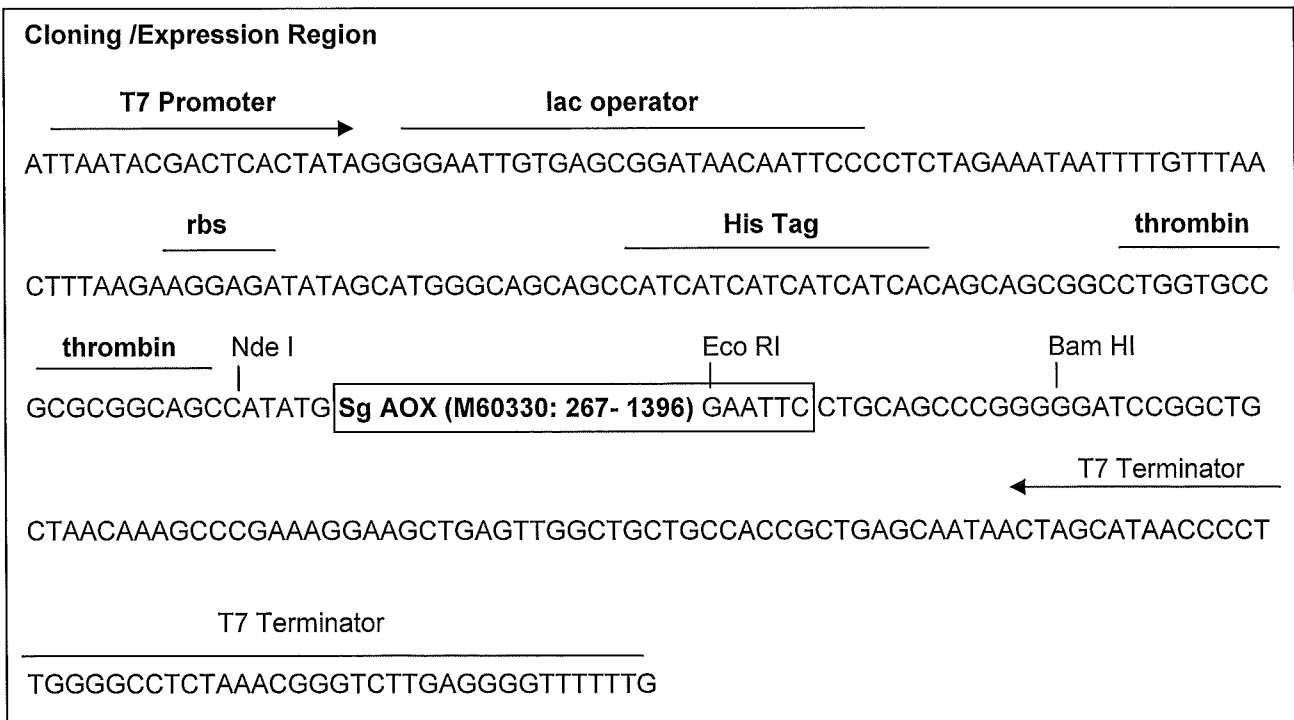 Cloning /Expression Region
T7 Promoter lac operator
ATTAATACGACTCACTATAGGGGAATTGTGAGCGGATAACAATTCCCCTCTAGAAATAATTTTGTTTAA
rbs His Tag thrombin
CTTTAAGAAGGAGATATAGCATGGGCAGCAGCCATCATCATCATCATCACAGCAGCGGCCTGGTGCC
thrombin Nde I Eco RI Bam HI
GCGCGGCAGCCATATG Sg AOX (M60330: 267- 1396) GAATTC CTGCAGCCCGGGGGATCCGGCTG
T7 Terminator
CTAACAAAGCCCGAAAGGAAGCTGAGTTGGCTGCTGCCACCGCTGAGCAATAACTAGCATAACCCCT
T7 Terminator
TGGGGCCTCTAAACGGGTCTTGAGGGGTTTTTTG